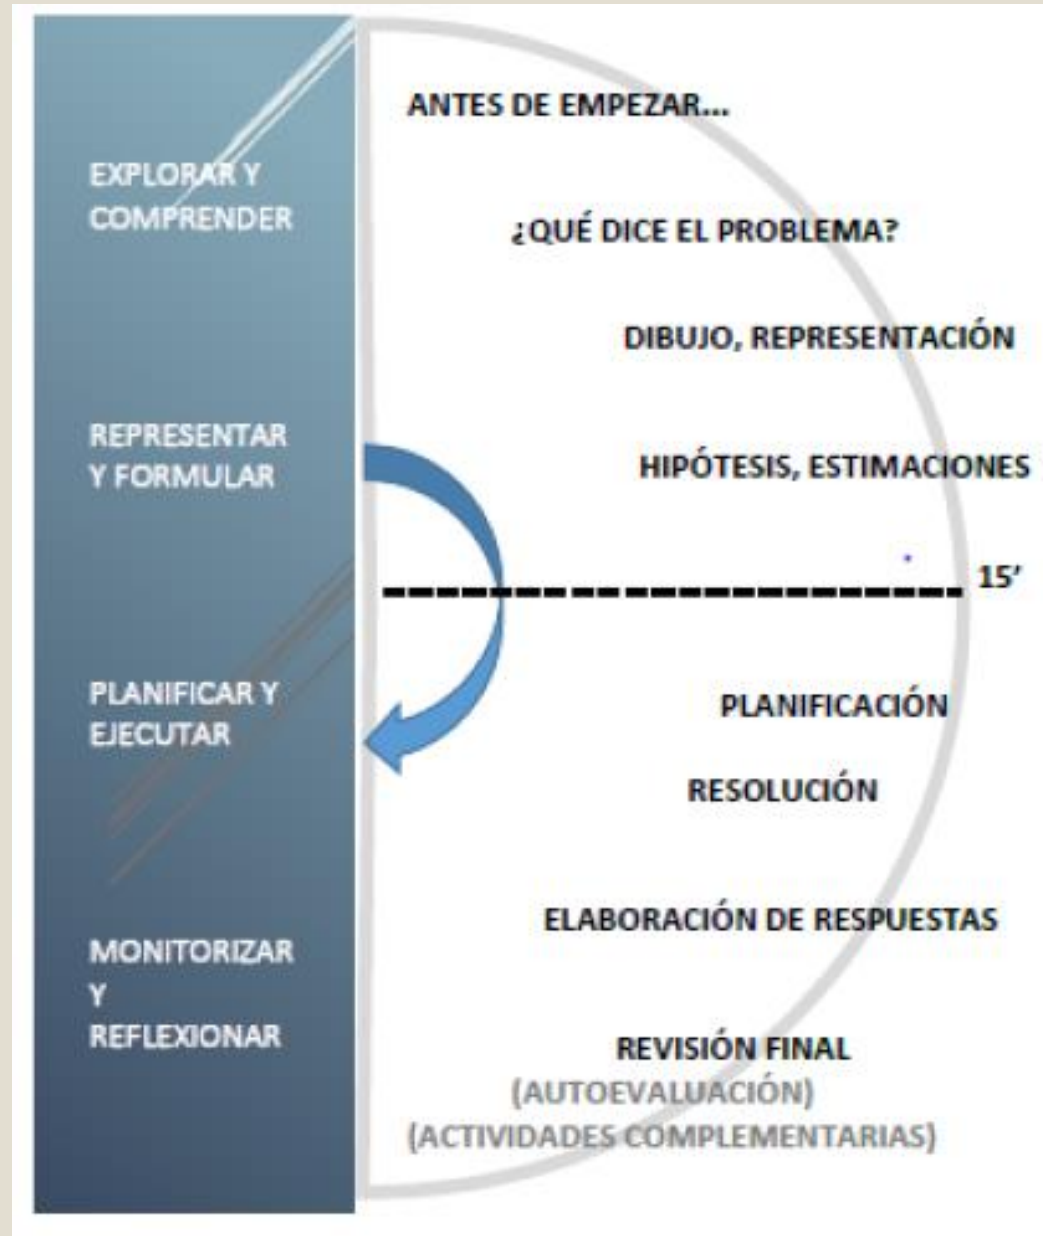 EXPLORAR Y
COMPRENDER
REPRESENTAR
Y FORMULAR
PLANIFICAR Y
EJECUTAR
MONITORIZAR
Y
REFLEXIONAR
ANTES DE EMPEZAR...
¿QUÉ DICE EL PROBLEMA?
DIBUJO, REPRESENTACIÓN
HIPÓTESIS, ESTIMACIONES
15'
PLANIFICACIÓN
RESOLUCIÓN
ELABORACIÓN DE RESPUESTAS
REVISIÓN FINAL
(AUTOEVALUACIÓN)
(ACTIVIDADES COMPLEMENTARIAS)